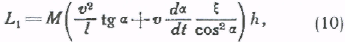 L₁ = M(v²/l tg α + v dα/dt ξ/cos² α) h, (10)